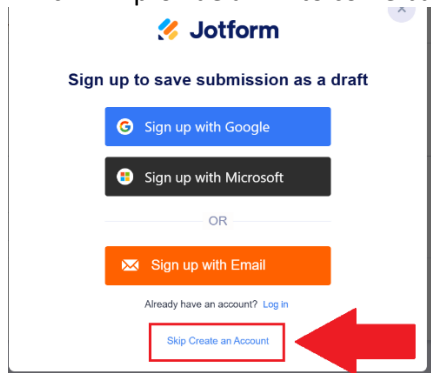 Jotform
Sign up to save submission as a draft
Sign up with Google
Sign up with Microsoft
OR
Sign up with Email
Already have an account? Log in
Skip Create an Account